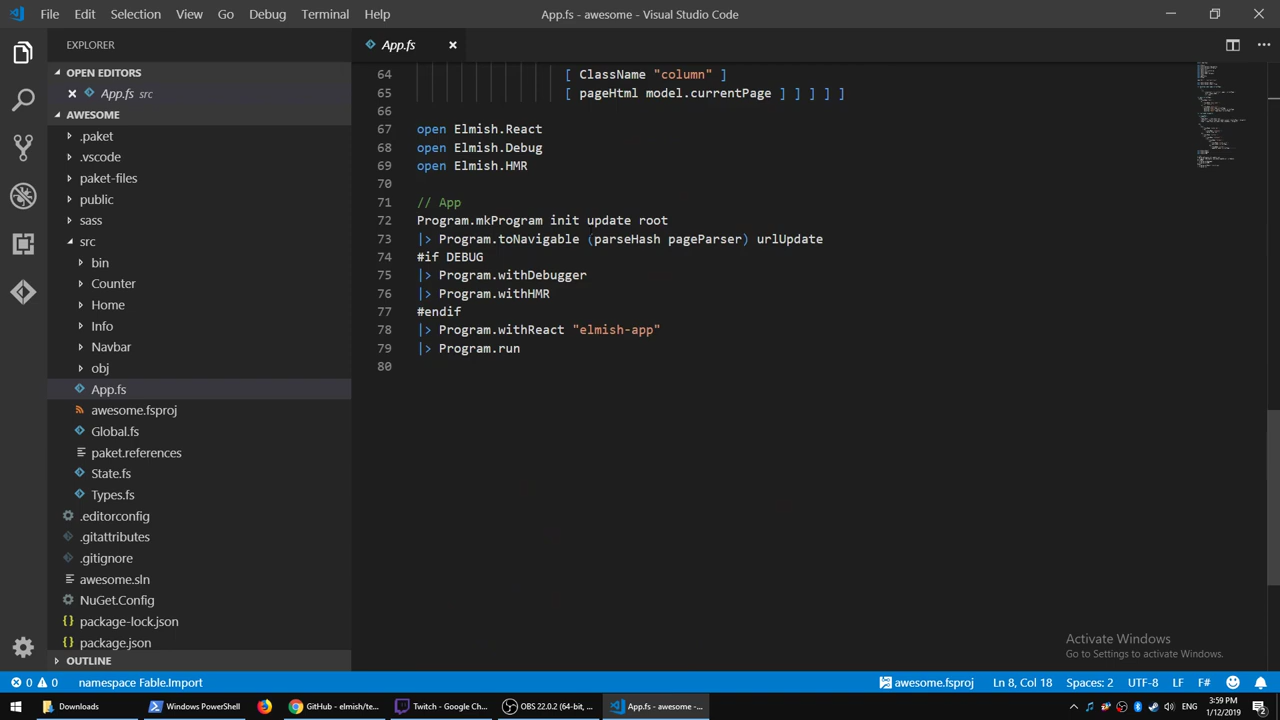 File Edit Selection View Go Debug Terminal Help
App.fs - awesome - Visual Studio Code
EXPLORER
OPEN EDITORS
App.fs src
AWESOME
.paket
.vscode
paket-files
public
sass
src
bin
Counter
Home
Info
Navbar
obj
App.fs
awesome.fsproj
Global.fs
paket.references
State.fs
Types.fs
.editorconfig
.gitattributes
.gitignore
awesome.sln
NuGet.Config
package-lock.json
package.json
OUTLINE
App.fs
64 [ ClassName "column" ]
65 [ pageHtml model.currentPage ] ] ] ] ]
66
67 open Elmish.React
68 open Elmish.Debug
69 open Elmish.HMR
70
71 // App
72 Program.mkProgram init update root
73 |> Program.toNavigable (parseHash pageParser) urlUpdate
74 #if DEBUG
75 |> Program.withDebugger
76 |> Program.withHMR
77 #endif
78 |> Program.withReact "elmish-app"
79 |> Program.run
80
Activate Windows
Go to Settings to activate Windows.
0 0 namespace Fable.Import awesome.fsproj Ln 8, Col 18 Spaces: 2 UTF-8 LF F#
Downloads Windows PowerShell GitHub - elmish/te... Twitch - Google Ch... OBS 22.0.2 (64-bit, ... App.fs - awesome -... ENG 3:59 PM
1/12/2019 2